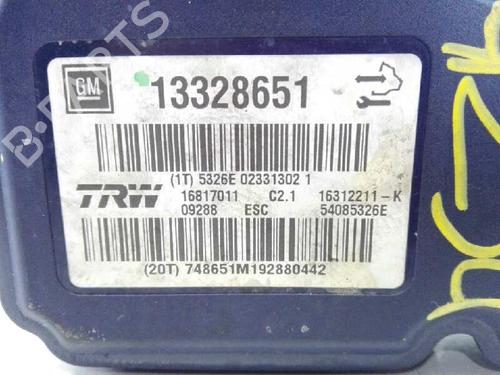 B-PARTS
GM 13328651
(1T) 5326E 02331302 1
TRW 16817011 C2.1 16312211-K
09288 ESC 54085326E
(20T) 748651M192880442